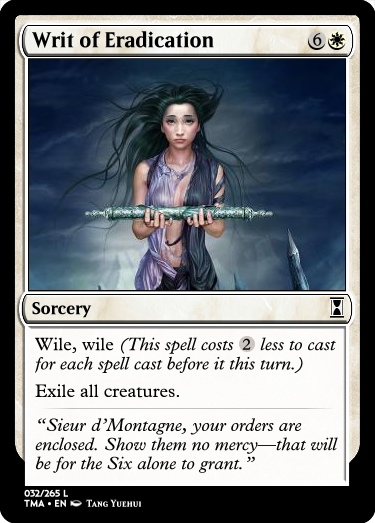 Writ of Eradication 6
Sorcery
Wile, wile (This spell costs 2 less to cast
for each spell cast before it this turn.)
Exile all creatures.
“Sieur d’Montagne, your orders are
enclosed. Show them no mercy—that will
be for the Six alone to grant.”
032/265 L
TMA • EN Tang Yuehui